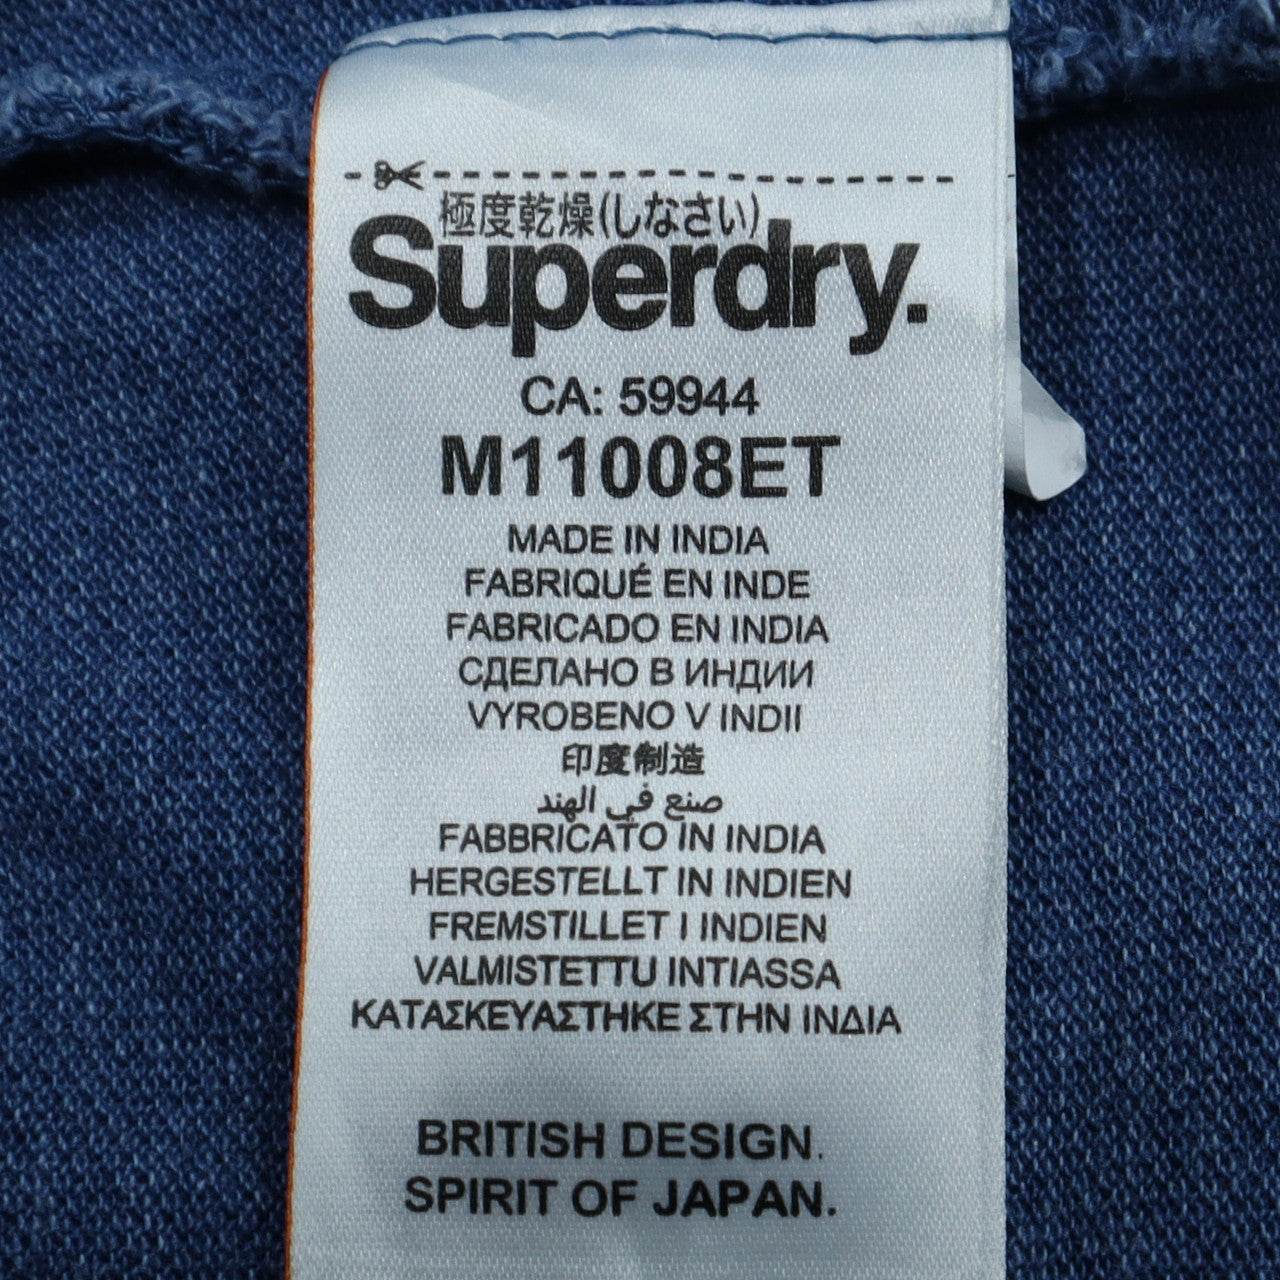 極度乾燥(しなさい)
Superdry.
CA: 59944
M11008ET
MADE IN INDIA
FABRIQUÉ EN INDE
FABRICADO EN INDIA
СДЕЛАНО В ИНДИИ
VYROBENO V INDII
印度制造
صنع في الهند
FABBRICATO IN INDIA
HERGESTELLT IN INDIEN
FREMSTILLET I INDIEN
VALMISTETTU INTIASSA
ΚΑΤΑΣΚΕΥΑΣΤΗΚΕ ΣΤΗΝ ΙΝΔΙΑ
BRITISH DESIGN.
SPIRIT OF JAPAN.